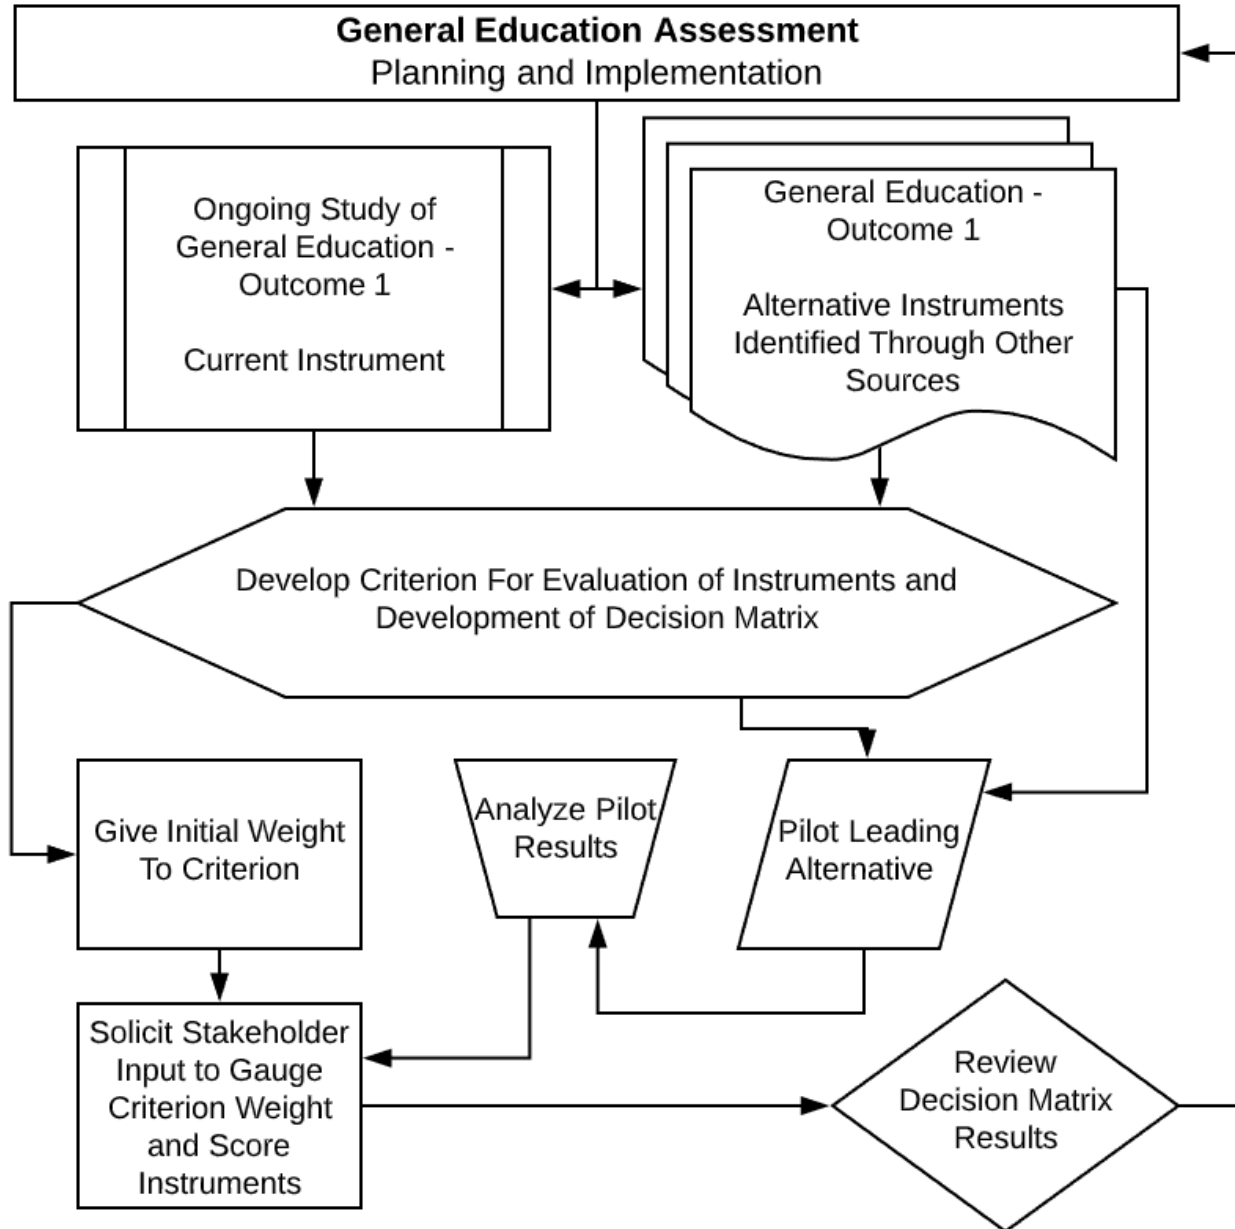 General Education Assessment
Planning and Implementation
Ongoing Study of
General Education -
Outcome 1
Current Instrument
General Education -
Outcome 1
Alternative Instruments
Identified Through Other
Sources
Develop Criterion For Evaluation of Instruments and
Development of Decision Matrix
Give Initial Weight
To Criterion
Analyze Pilot
Results
Pilot Leading
Alternative
Solicit Stakeholder
Input to Gauge
Criterion Weight
and Score
Instruments
Review
Decision Matrix
Results